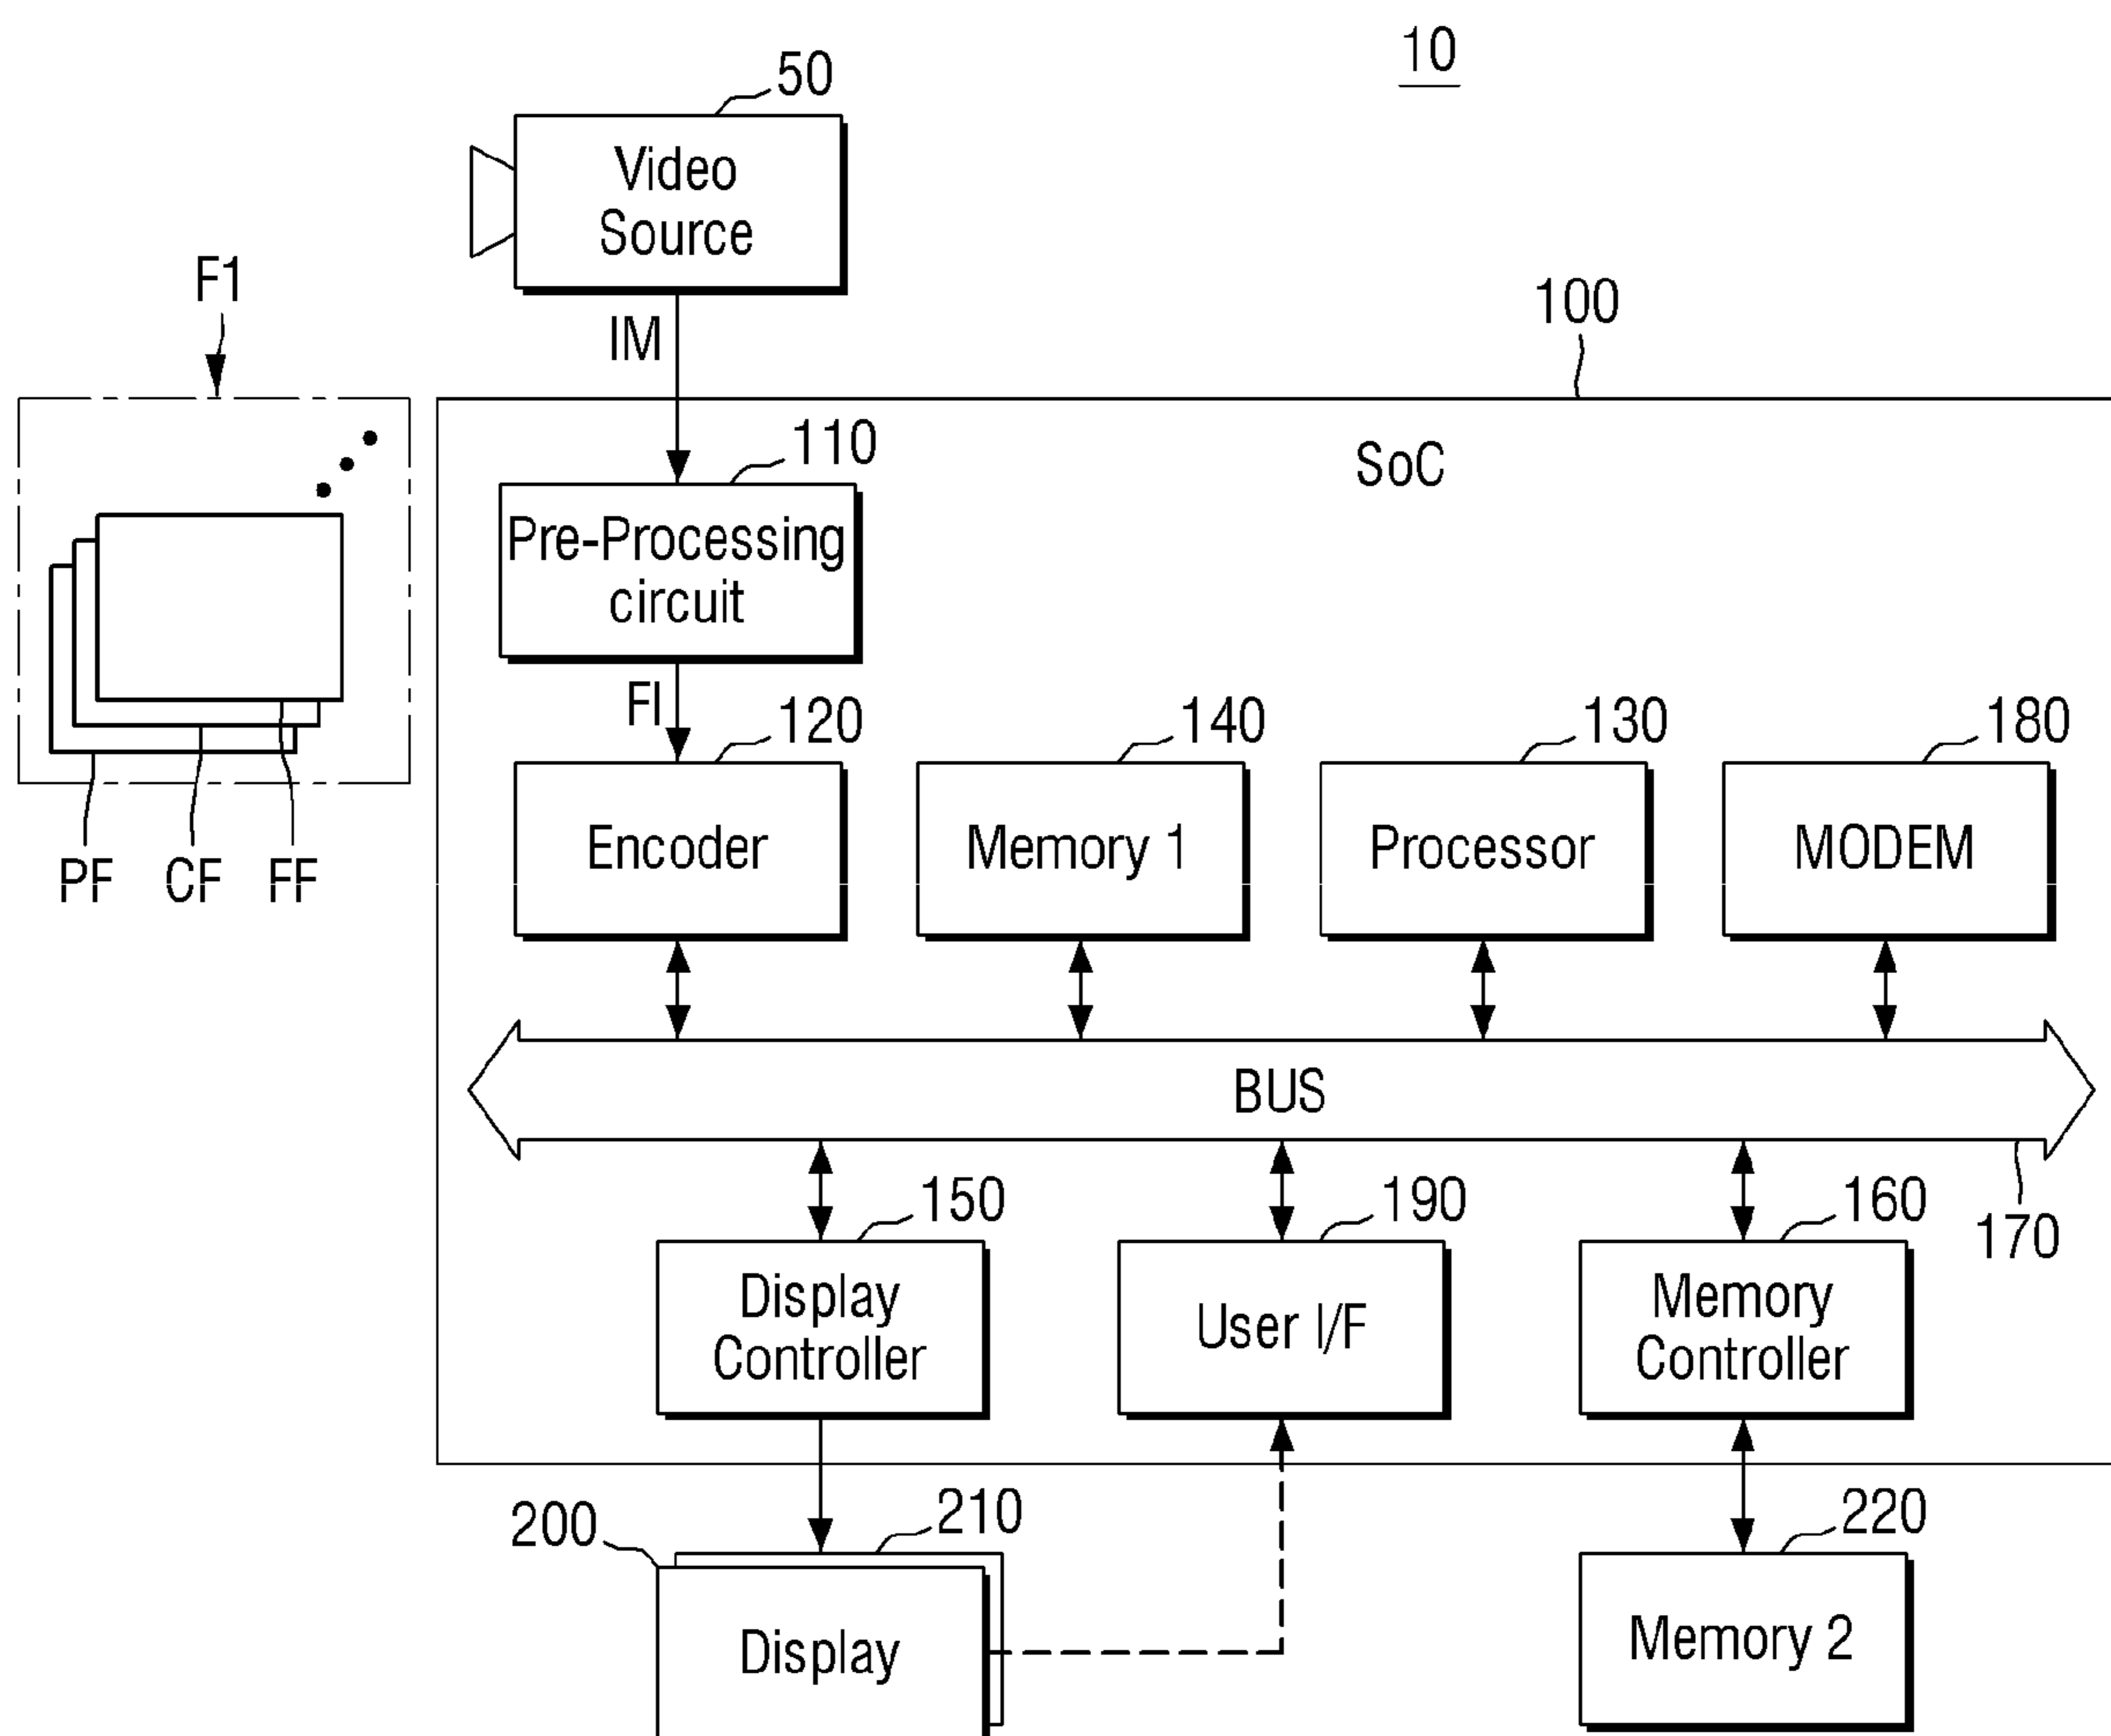 10
50
Video
Source
F1
IM
100
110
SoC
Pre-Processing
circuit
FI
120
140
130
180
Encoder
Memory 1
Processor
MODEM
PF
CF
FF
BUS
150
190
160
170
Display
Controller
User I/F
Memory
Controller
200
210
220
Display
Memory 2